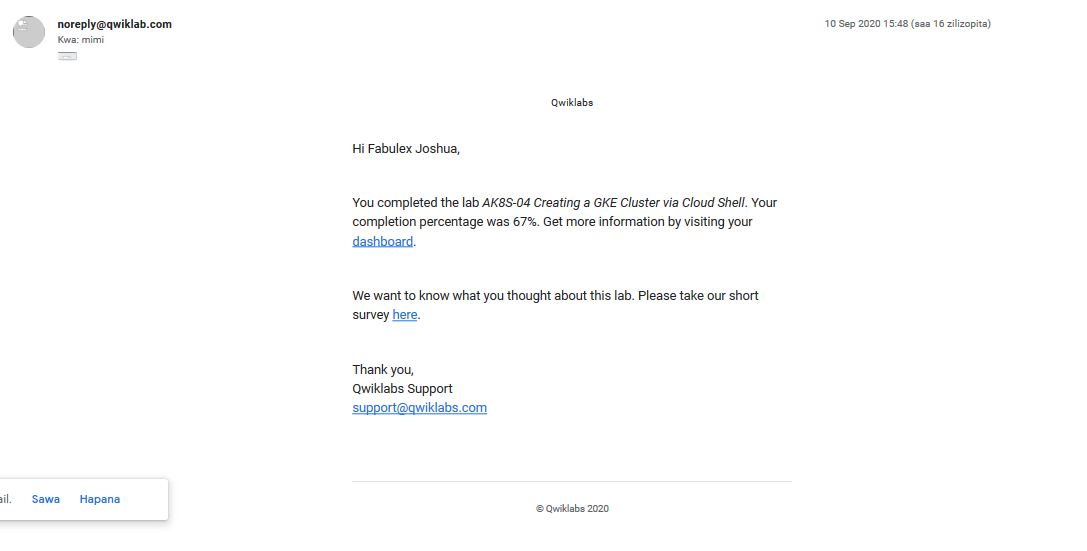 noreply@qwiklab.com
10 Sep 2020 15:48 (saa 16 zilizopita)
Kwa: mimi
Qwiklabs
Hi Fabulex Joshua,
You completed the lab AK8S-04 Creating a GKE Cluster via Cloud Shell. Your
completion percentage was 67%. Get more information by visiting your
dashboard.
We want to know what you thought about this lab. Please take our short
survey here.
Thank you,
Qwiklabs Support
support@qwiklabs.com
ail. Sawa Hapana
© Qwiklabs 2020